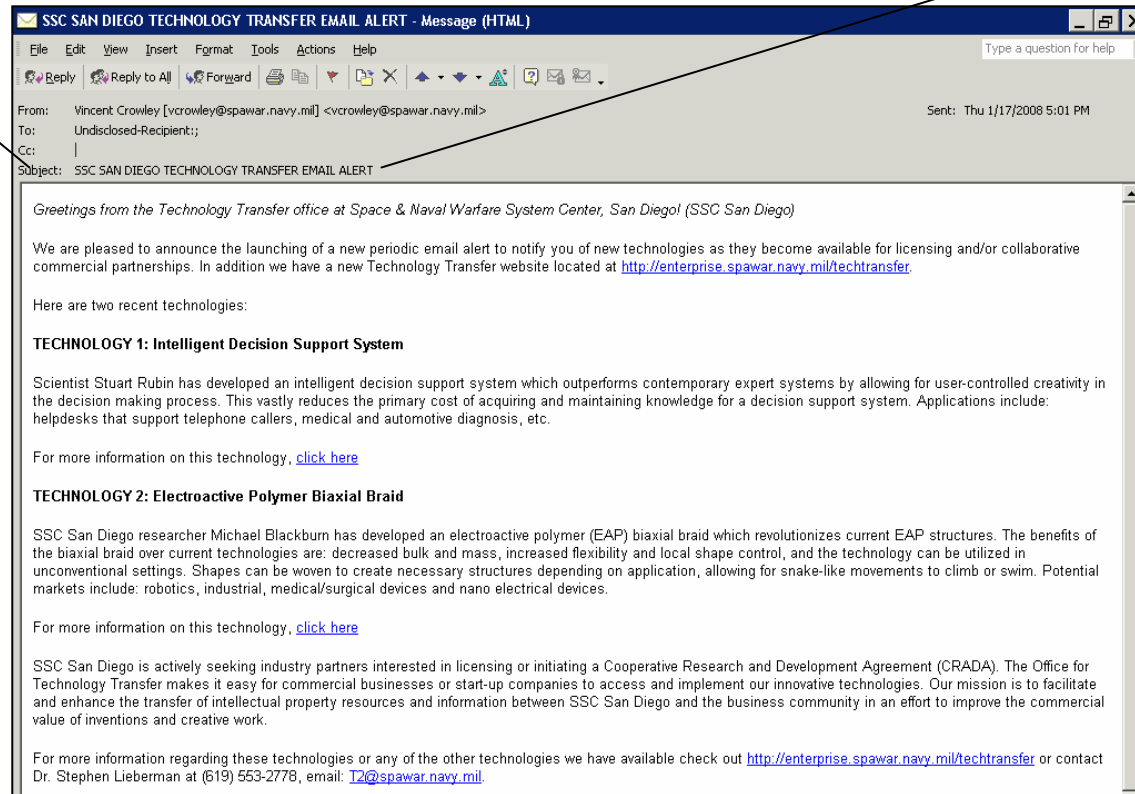 SSC SAN DIEGO TECHNOLOGY TRANSFER EMAIL ALERT - Message (HTML)
File Edit View Insert Format Tools Actions Help
Type a question for help
Reply Reply to All Forward
From: Vincent Crowley [vcrowley@spawar.navy.mil] <vcrowley@spawar.navy.mil>
Sent: Thu 1/17/2008 5:01 PM
To: Undisclosed-Recipient:;
Cc:
Subject: SSC SAN DIEGO TECHNOLOGY TRANSFER EMAIL ALERT
Greetings from the Technology Transfer office at Space & Naval Warfare System Center, San Diego! (SSC San Diego)
We are pleased to announce the launching of a new periodic email alert to notify you of new technologies as they become available for licensing and/or collaborative
commercial partnerships. In addition we have a new Technology Transfer website located at http://enterprise.spawar.navy.mil/techtransfer.
Here are two recent technologies:
TECHNOLOGY 1: Intelligent Decision Support System
Scientist Stuart Rubin has developed an intelligent decision support system which outperforms contemporary expert systems by allowing for user-controlled creativity in
the decision making process. This vastly reduces the primary cost of acquiring and maintaining knowledge for a decision support system. Applications include:
helpdesks that support telephone callers, medical and automotive diagnosis, etc.
For more information on this technology, click here
TECHNOLOGY 2: Electroactive Polymer Biaxial Braid
SSC San Diego researcher Michael Blackburn has developed an electroactive polymer (EAP) biaxial braid which revolutionizes current EAP structures. The benefits of
the biaxial braid over current technologies are: decreased bulk and mass, increased flexibility and local shape control, and the technology can be utilized in
unconventional settings. Shapes can be woven to create necessary structures depending on application, allowing for snake-like movements to climb or swim. Potential
markets include: robotics, industrial, medical/surgical devices and nano electrical devices.
For more information on this technology, click here
SSC San Diego is actively seeking industry partners interested in licensing or initiating a Cooperative Research and Development Agreement (CRADA). The Office for
Technology Transfer makes it easy for commercial businesses or start-up companies to access and implement our innovative technologies. Our mission is to facilitate
and enhance the transfer of intellectual property resources and information between SSC San Diego and the business community in an effort to improve the commercial
value of inventions and creative work.
For more information regarding these technologies or any of the other technologies we have available check out http://enterprise.spawar.navy.mil/techtransfer or contact
Dr. Stephen Lieberman at (619) 553-2778, email: T2@spawar.navy.mil.